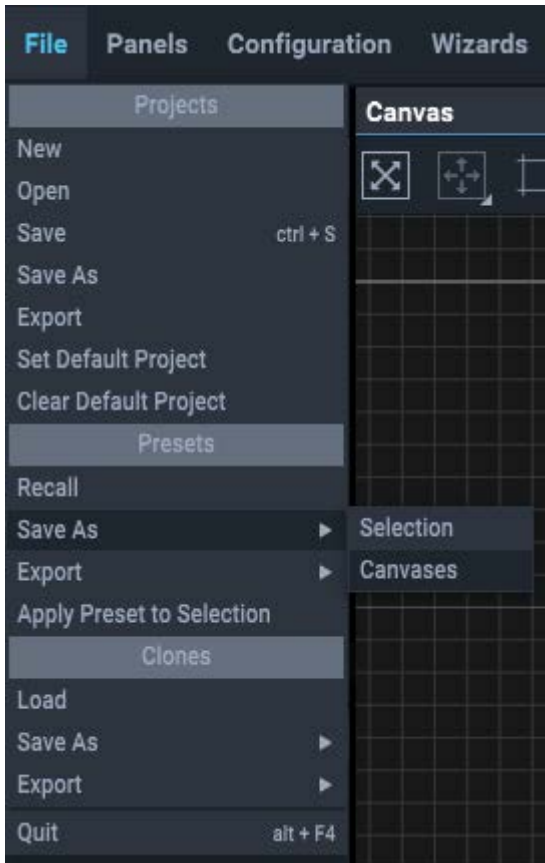 File Panels Configuration Wizards
Projects
Canvas
New
Open
Save ctrl + S
Save As
Export
Set Default Project
Clear Default Project
Presets
Recall
Save As
Selection
Export
Canvases
Apply Preset to Selection
Clones
Load
Save As
Export
Quit alt + F4